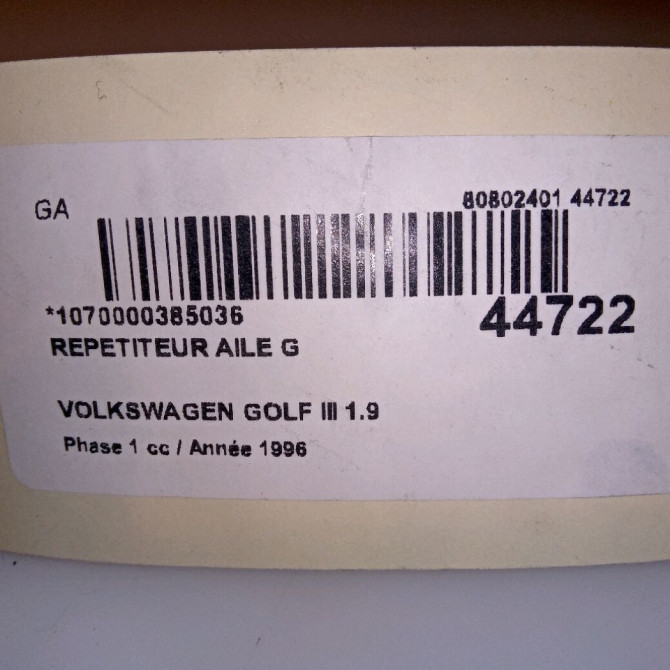 GA
80802401 44722
*1070000385036
44722
REPETITEUR AILE G
VOLKSWAGEN GOLF III 1.9
Phase 1 cc / Année 1996